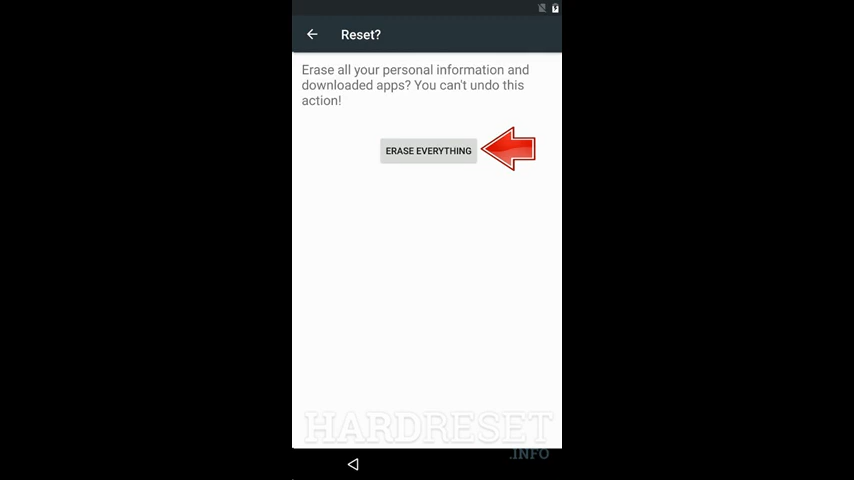 Reset?
Erase all your personal information and
downloaded apps? You can't undo this
action!
ERASE EVERYTHING
HARDRESET
.INFO